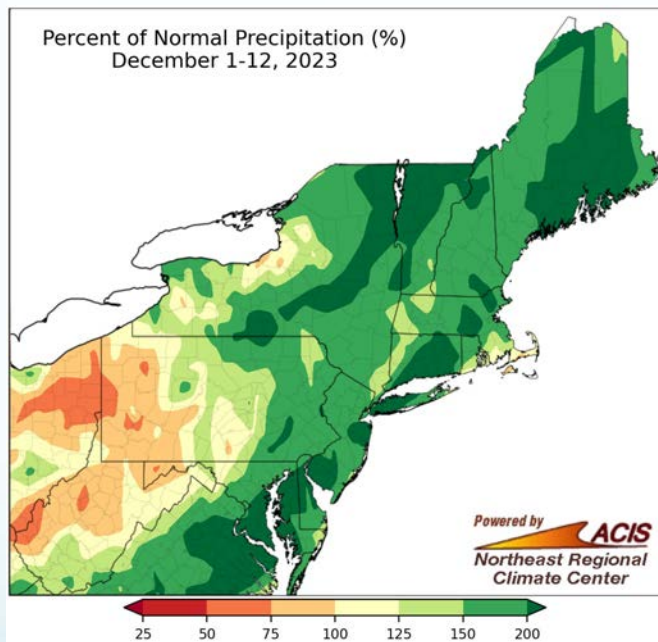 Percent of Normal Precipitation (%)
December 1-12, 2023
Powered by
ACIS
Northeast Regional
Climate Center
25 50 75 100 125 150 200